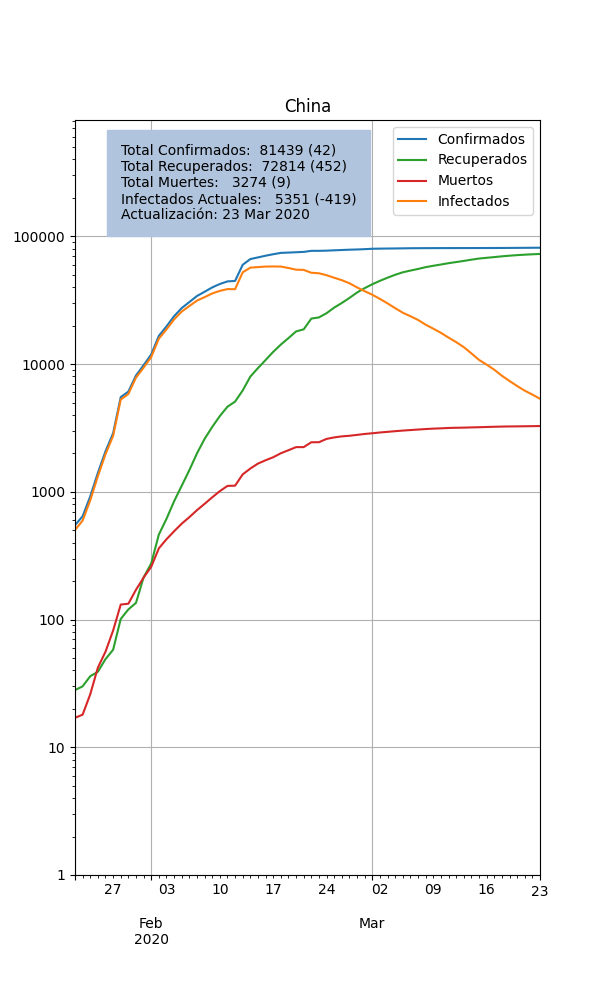 China
Total Confirmados:  81439 (42)
Total Recuperados:  72814 (452)
Total Muertes:   3274 (9)
Infectados Actuales:   5351 (-419)
Actualización: 23 Mar 2020
Confirmados
Recuperados
Muertos
Infectados
100000
10000
1000
100
10
1
27 03 10 17 24 02 09 16 23
Feb Mar
2020